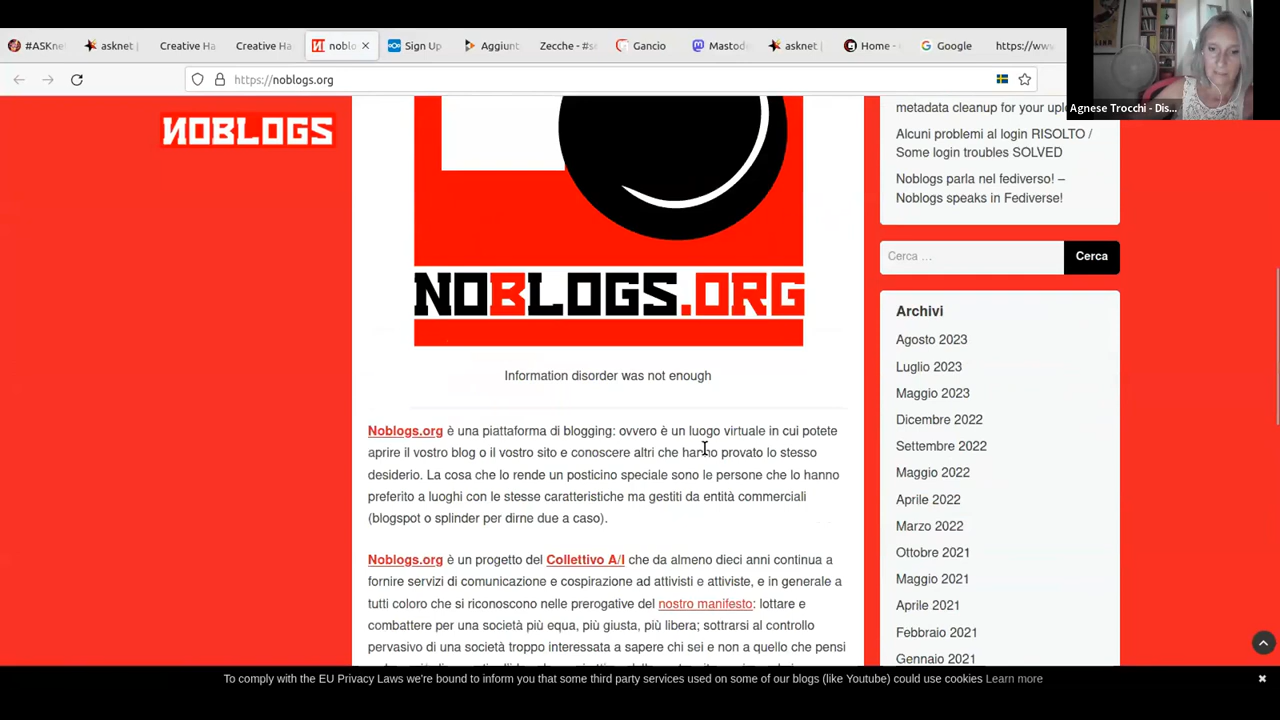 #ASKne
asknet
Creative Ha
Creative Ha
noblo
Sign Up
Aggiunt
Zecche - #s
Gancio
Mastod
asknet
Home -
Google
https://www
https://noblogs.org
Agnese Trocchi - Dis...
NOBLOGS
metadata cleanup for your uplo
Alcuni problemi al login RISOLTO /
Some login troubles SOLVED
Noblogs parla nel fediverso! –
Noblogs speaks in Fediverse!
Cerca …
Cerca
NOBLOGS.ORG
Information disorder was not enough
Noblogs.org è una piattaforma di blogging: ovvero è un luogo virtuale in cui potete
aprire il vostro blog o il vostro sito e conoscere altri che hanno provato lo stesso
desiderio. La cosa che lo rende un posticino speciale sono le persone che lo hanno
preferito a luoghi con le stesse caratteristiche ma gestiti da entità commerciali
(blogspot o splinder per dirne due a caso).
Noblogs.org è un progetto del Collettivo A/I che da almeno dieci anni continua a
fornire servizi di comunicazione e cospirazione ad attivisti e attiviste, e in generale a
tutti coloro che si riconoscono nelle prerogative del nostro manifesto: lottare e
combattere per una società più equa, più giusta, più libera; sottrarsi al controllo
pervasivo di una società troppo interessata a sapere chi sei e non a quello che pensi
Archivi
Agosto 2023
Luglio 2023
Maggio 2023
Dicembre 2022
Settembre 2022
Maggio 2022
Aprile 2022
Marzo 2022
Ottobre 2021
Maggio 2021
Aprile 2021
Febbraio 2021
Gennaio 2021
To comply with the EU Privacy Laws we're bound to inform you that some third party services used on some of our blogs (like Youtube) could use cookies Learn more